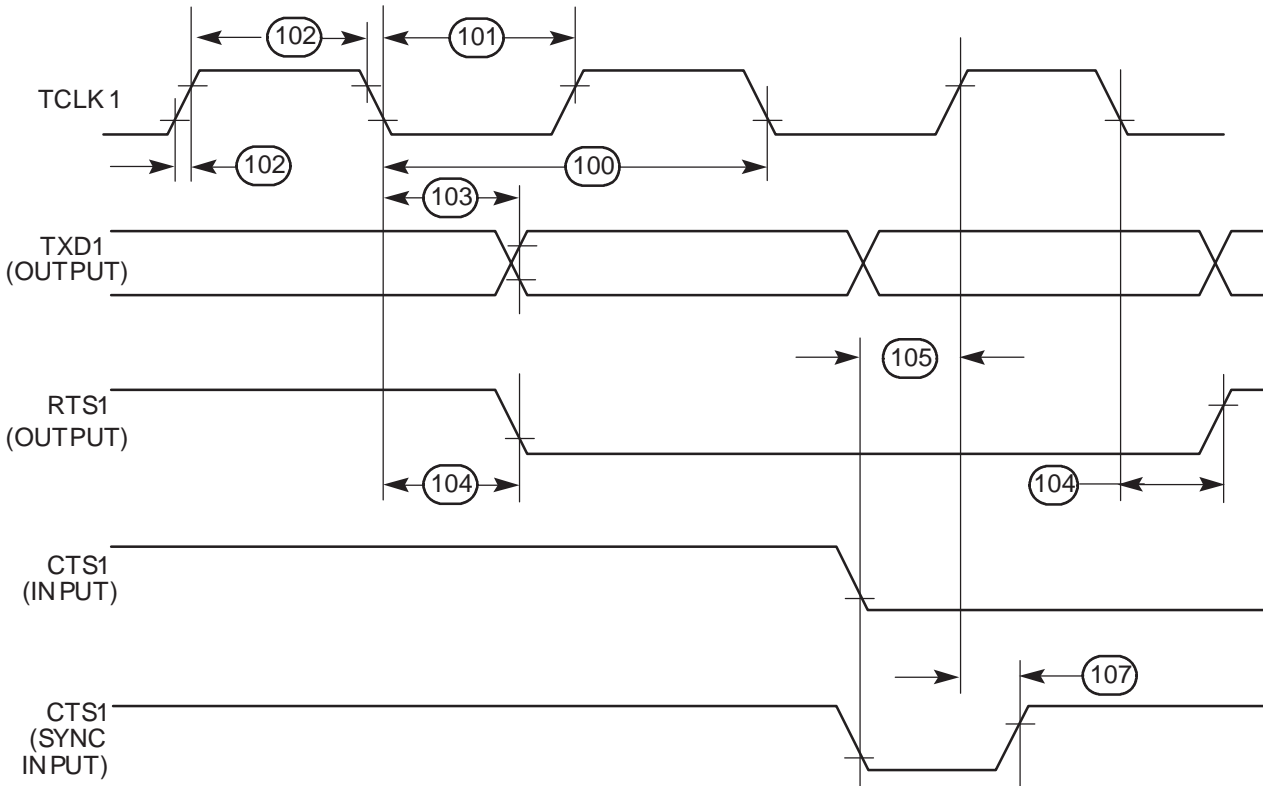 102
101
TCLK1
102
100
103
TXD1
(OUTPUT)
105
RTS1
(OUTPUT)
104
104
CTS1
(INPUT)
107
CTS1
(SYNC
INPUT)